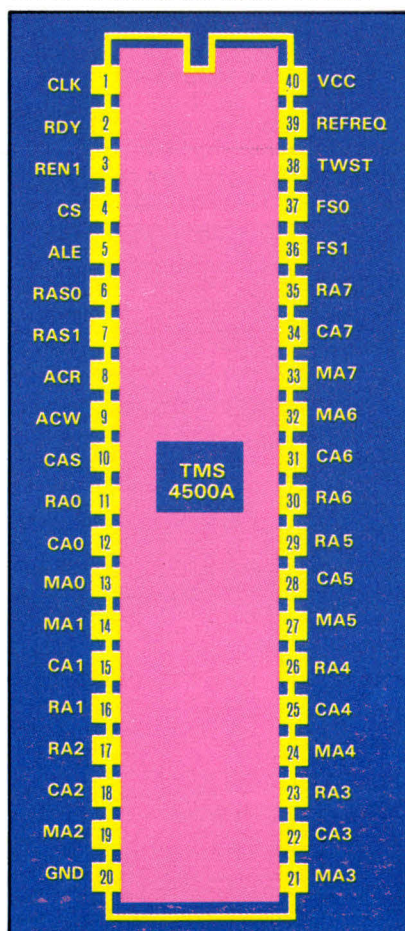 CLK 1 40 VCC
RDY 2 39 REFREQ
REN1 3 38 TWST
CS 4 37 FS0
ALE 5 36 FS1
RAS0 6 35 RA7
RAS1 7 34 CA7
ACR 8 33 MA7
ACW 9 32 MA6
CAS 10 31 CA6
TMS
4500A
RA0 11 30 RA6
CA0 12 29 RA5
MA0 13 28 CA5
MA1 14 27 MA5
CA1 15 26 RA4
RA1 16 25 CA4
RA2 17 24 MA4
CA2 18 23 RA3
MA2 19 22 CA3
GND 20 21 MA3